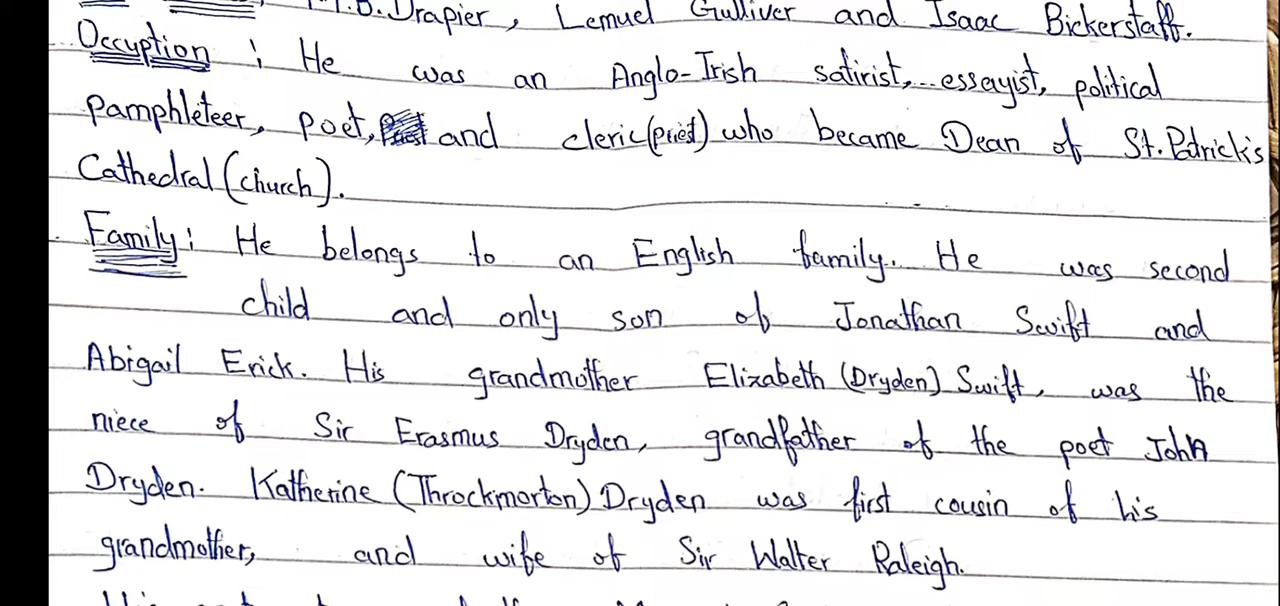 M.B. Drapier, Lemuel Gulliver and Isaac Bickerstaff.
Occuption : He was an Anglo-Irish satirist, essayist, political
pamphleteer, poet, and cleric (priest) who became Dean of St. Patrick's
Cathedral (church).
Family : He belongs to an English family. He was second
child and only son of Jonathan Swift and
Abigail Erick. His grandmother Elizabeth (Dryden) Swift, was the
niece of Sir Erasmus Dryden, grandfather of the poet John
Dryden. Katherine (Throckmorton) Dryden was first cousin of his
grandmother, and wife of Sir Walter Raleigh.